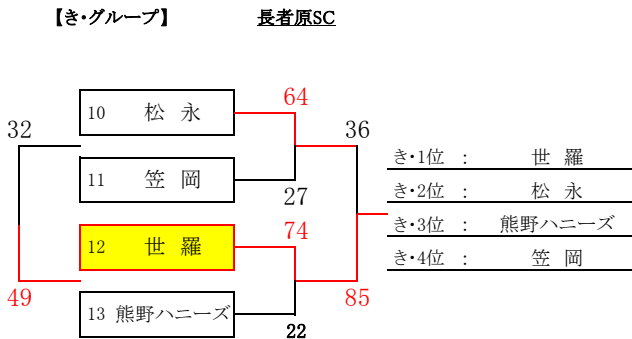 【き・グループ】 長者原SC
64
10 松 永
32 36
き・1位 : 世 羅
11 笠 岡
27
き・2位 : 松 永
74 き・3位 : 熊野ハニーズ
12 世 羅
き・4位 : 笠 岡
49 85
13 熊野ハニーズ
22